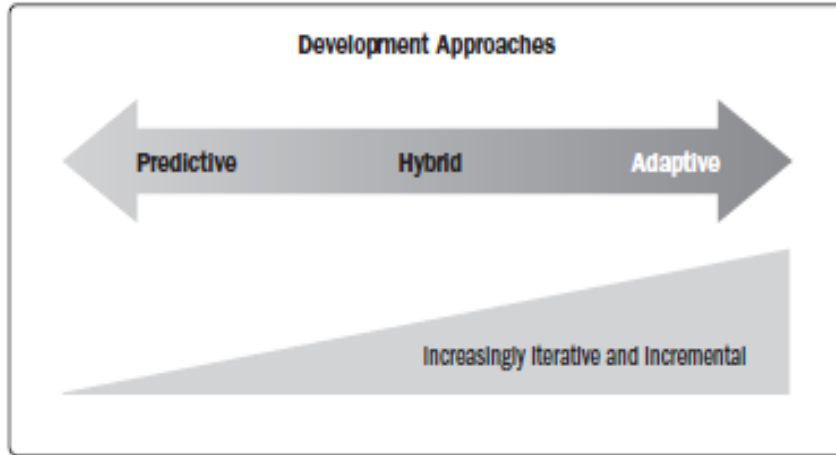 Development Approaches
Predictive Hybrid Adaptive
Increasingly Iterative and Incremental